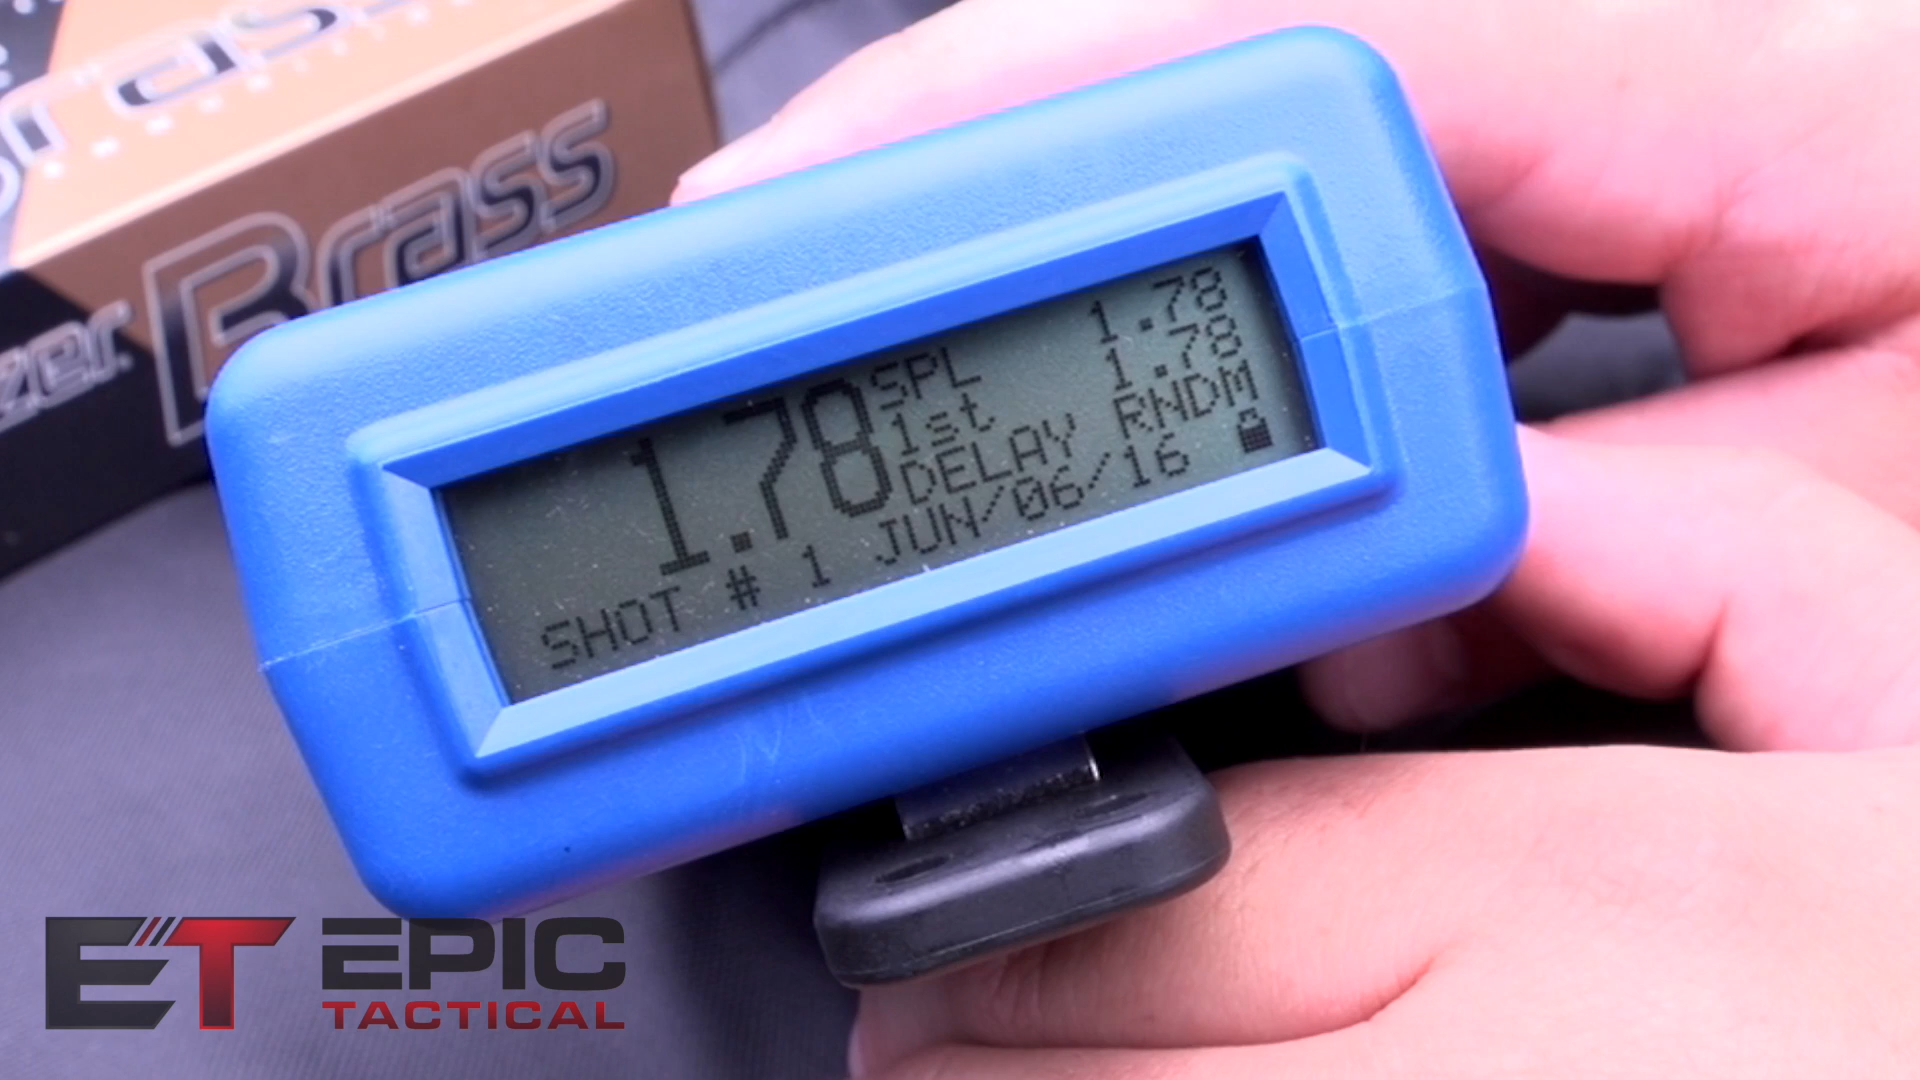 Brass
zer Brass
1.78 SPL 1.78
1st 1.78
DELAY RNDM
SHOT # 1 JUN/06/16
ET EPIC
TACTICAL